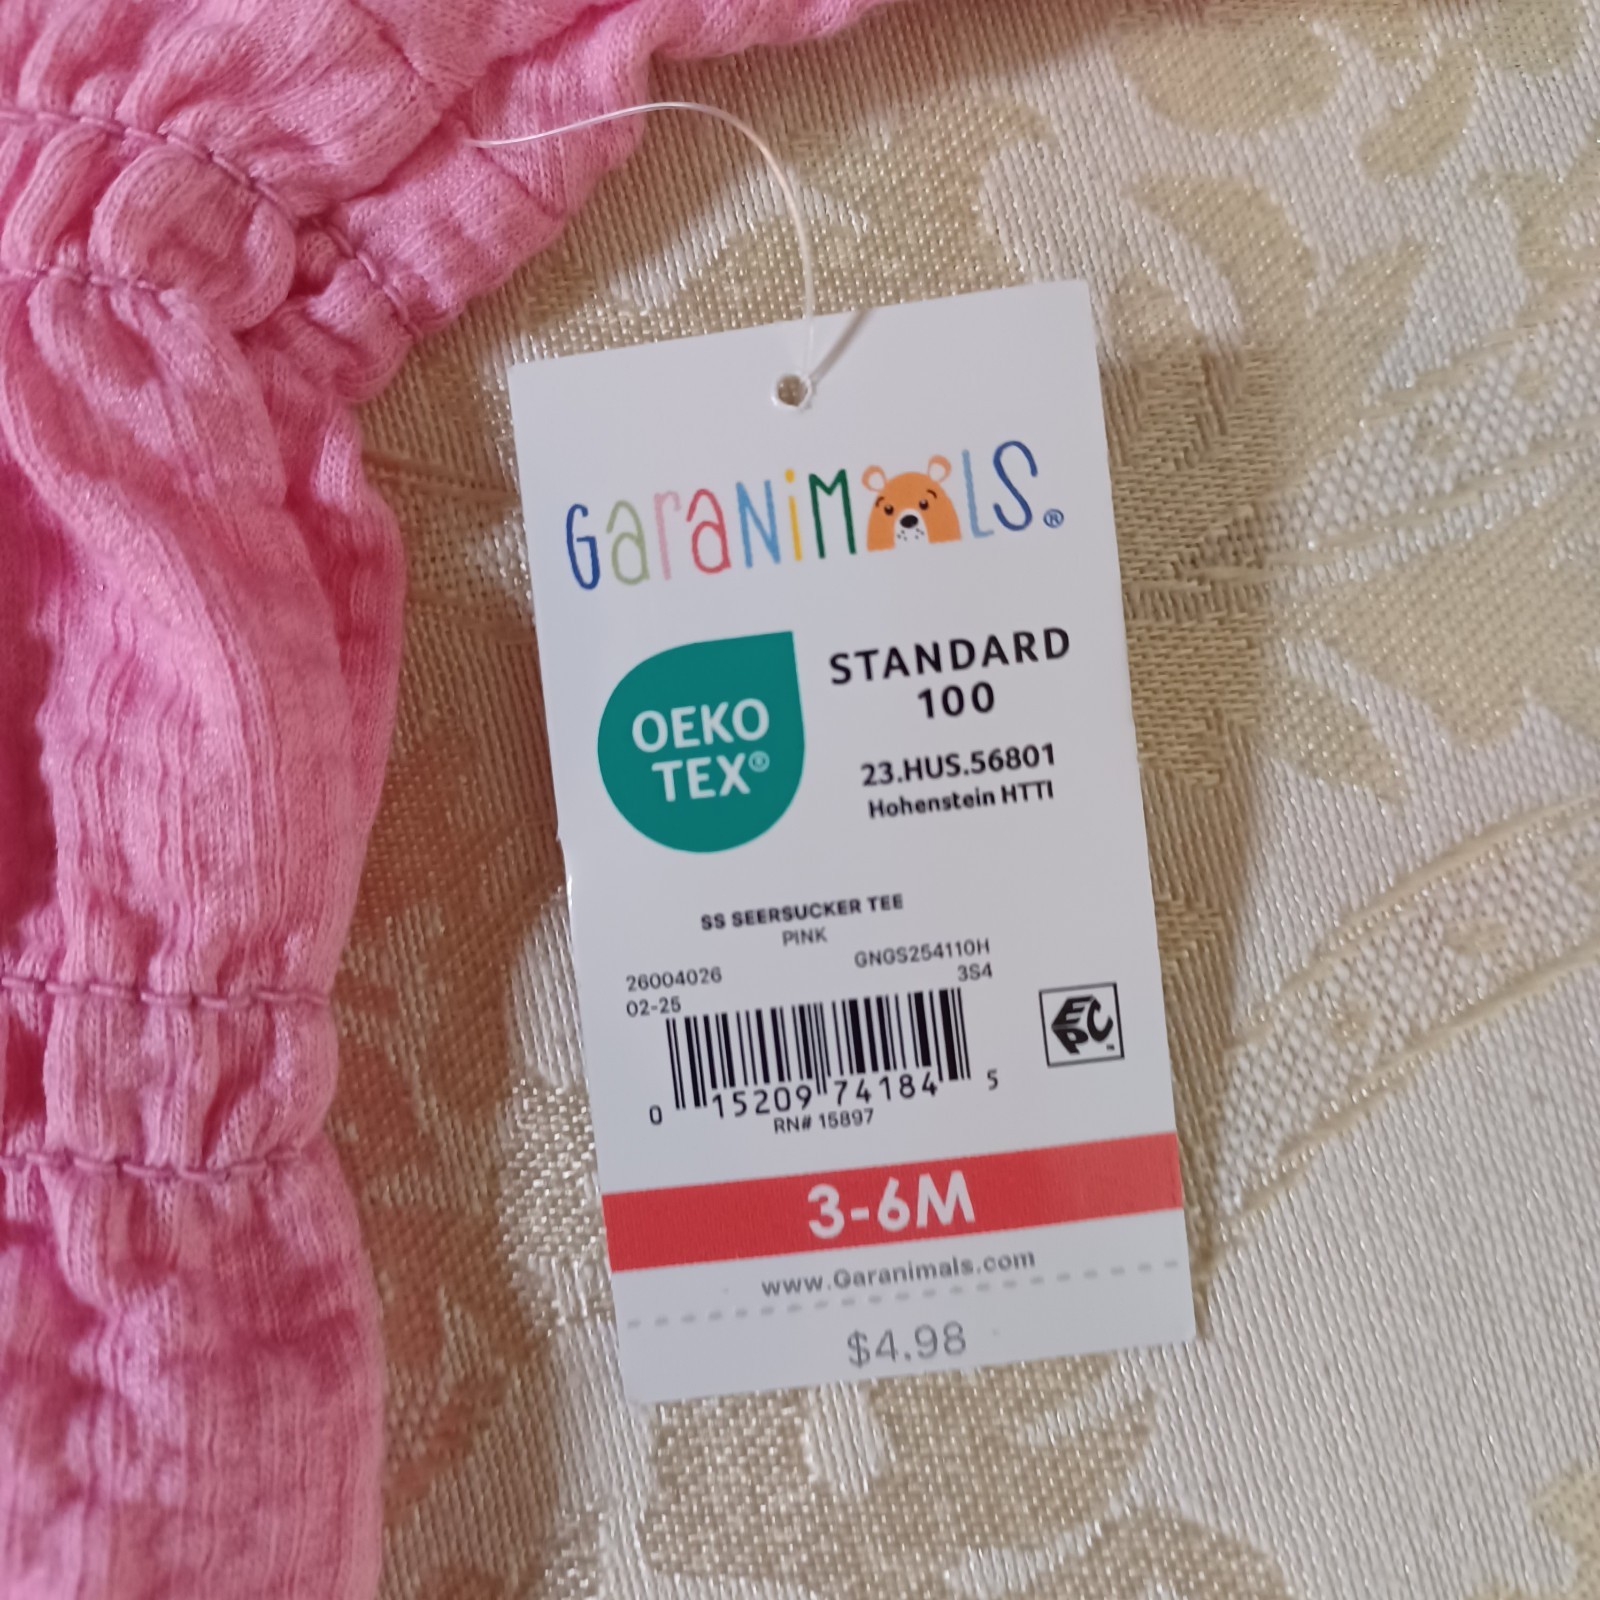 GaraNiMALS®
OEKO
TEX®
STANDARD
100
23.HUS.56801
Hohenstein HTTI
SS SEERSUCKER TEE
PINK
26004026
GNGS254110H
02-25
3S4
EPC™
0 15209 74184 5
RN# 15897
3-6M
www.Garanimals.com
$4.98